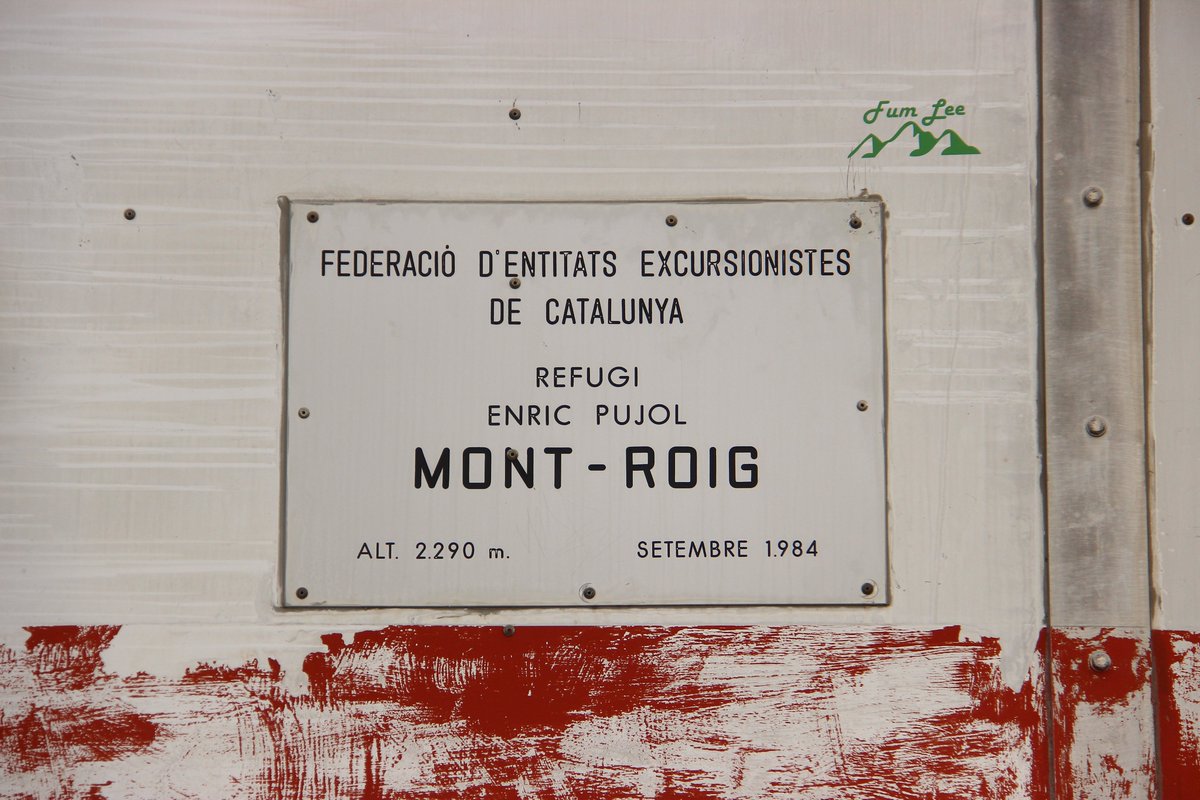 Fum Lee
FEDERACIÓ D'ENTITATS EXCURSIONISTES
DE CATALUNYA
REFUGI
ENRIC PUJOL
MONT-ROIG
ALT. 2.290 m.
SETEMBRE 1.984